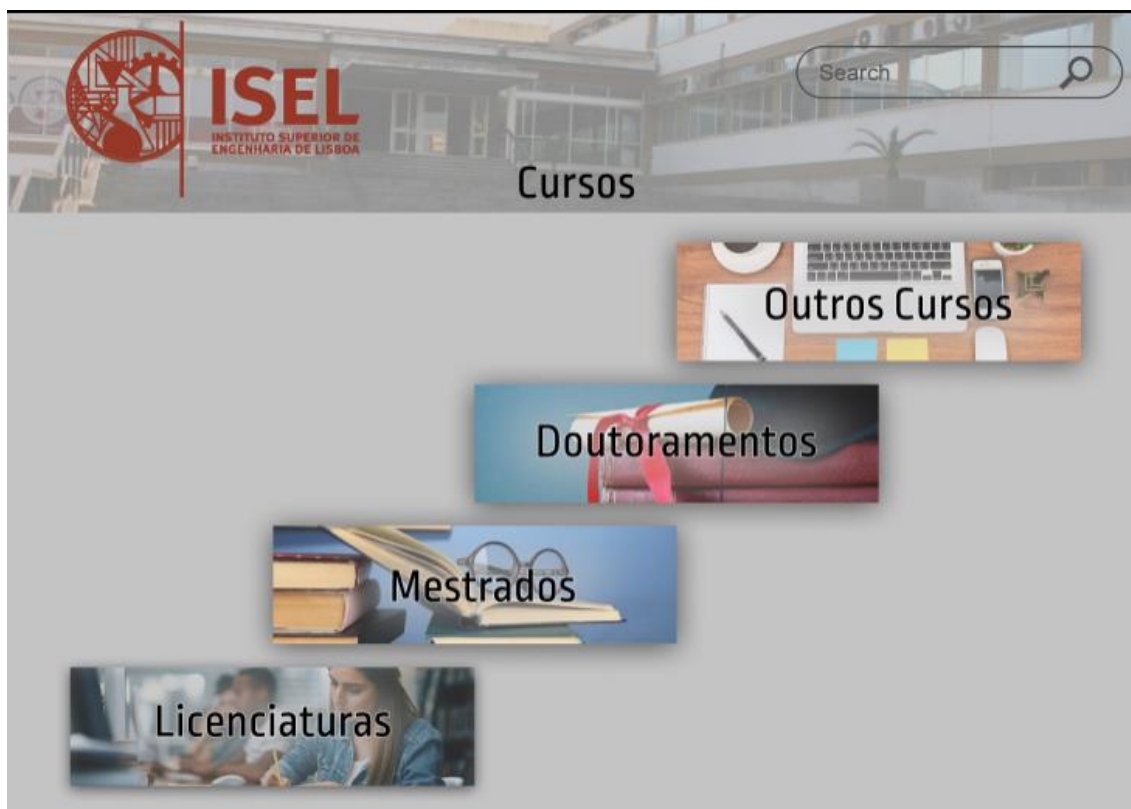 ISEL
INSTITUTO SUPERIOR DE
ENGENHARIA DE LISBOA
Search
Cursos
Outros Cursos
Doutoramentos
Mestrados
Licenciaturas